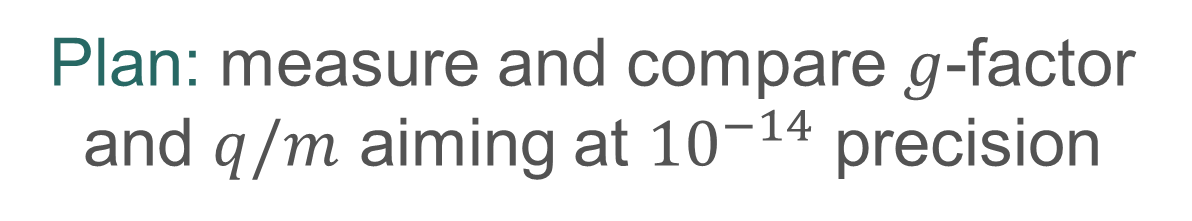 Plan: measure and compare g-factor
and q/m aiming at 10⁻¹⁴ precision